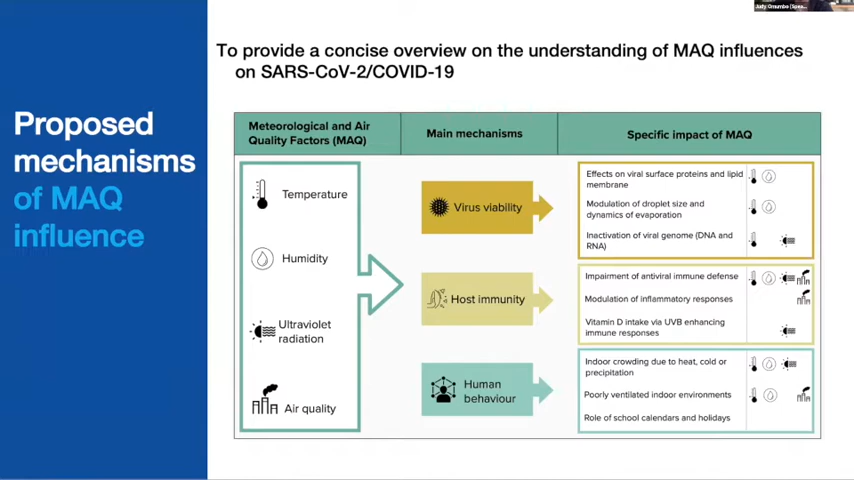 Judy Omumbo (Spea...
To provide a concise overview on the understanding of MAQ influences
on SARS-CoV-2/COVID-19
Proposed
mechanisms
of MAQ
influence
Meteorological and Air
Quality Factors (MAQ)
Main mechanisms
Specific impact of MAQ
Temperature
Humidity
Ultraviolet
radiation
Air quality
Virus viability
Host immunity
Human
behaviour
Effects on viral surface proteins and lipid
membrane
Modulation of droplet size and
dynamics of evaporation
Inactivation of viral genome (DNA and
RNA)
Impairment of antiviral immune defense
Modulation of inflammatory responses
Vitamin D intake via UVB enhancing
immune responses
Indoor crowding due to heat, cold or
precipitation
Poorly ventilated indoor environments
Role of school calendars and holidays